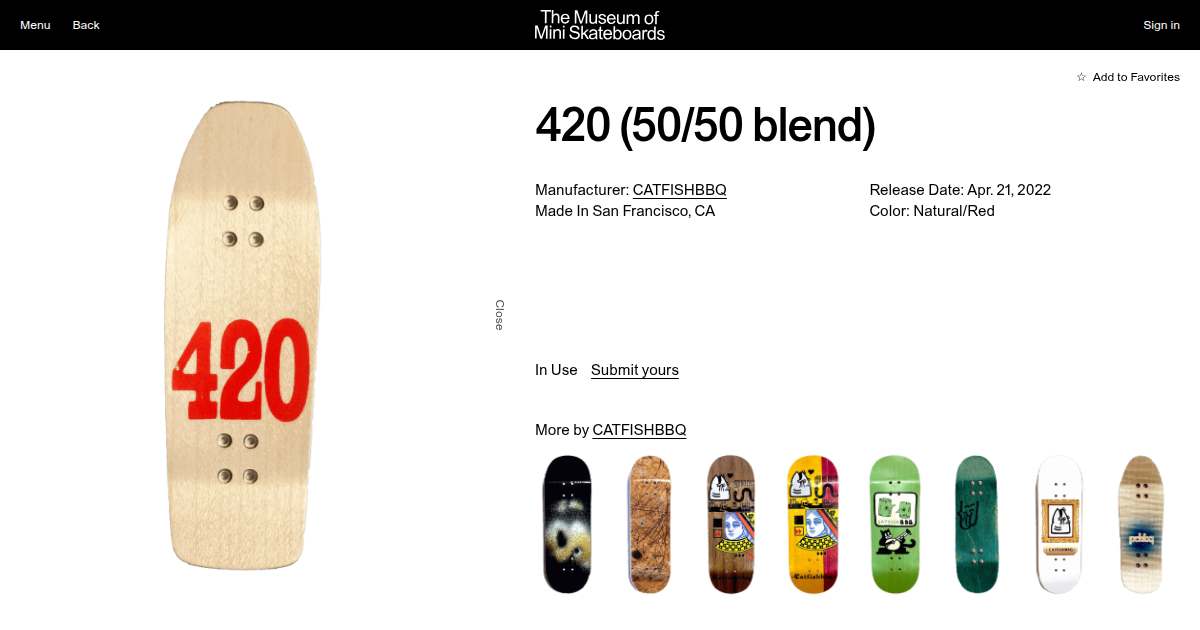 Menu
Back
The Museum of
Mini Skateboards
Sign in
☆ Add to Favorites
420 (50/50 blend)
Manufacturer: CATFISHBBQ
Made In San Francisco, CA
Release Date: Apr. 21, 2022
Color: Natural/Red
420
Close
In Use
Submit yours
More by CATFISHBBQ
Catfishbbq
CATFISHBBQ